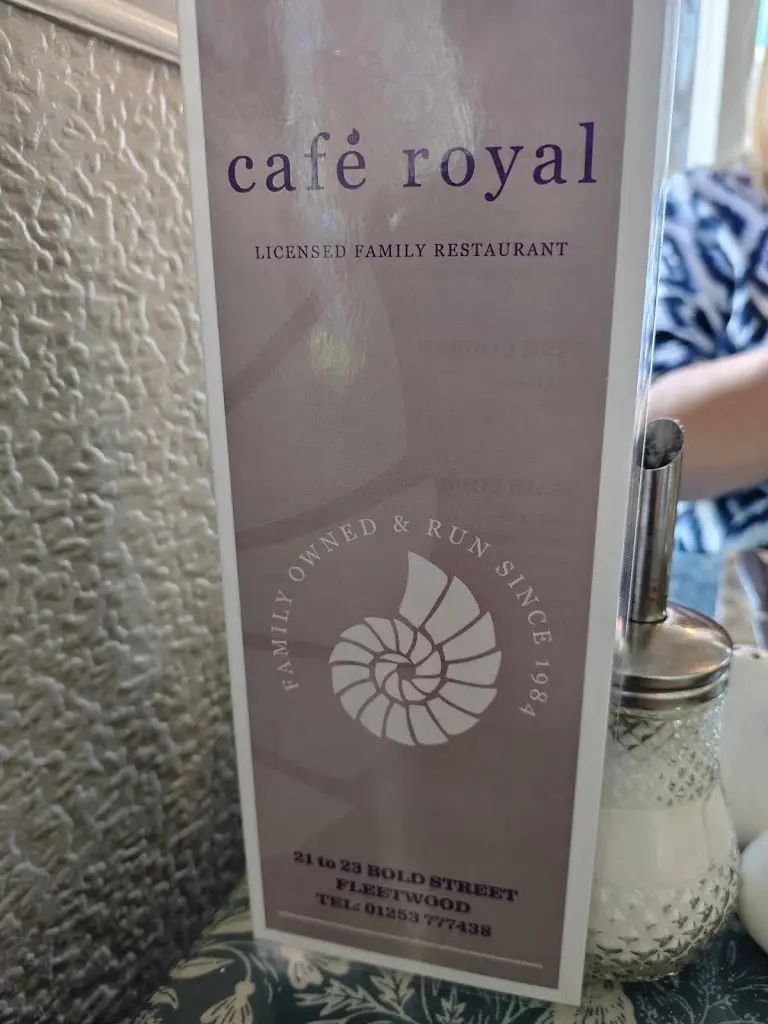 café royal
LICENSED FAMILY RESTAURANT
FAMILY OWNED & RUN SINCE 1984
21 to 23 BOLD STREET
FLEETWOOD
TEL: 01253 777438